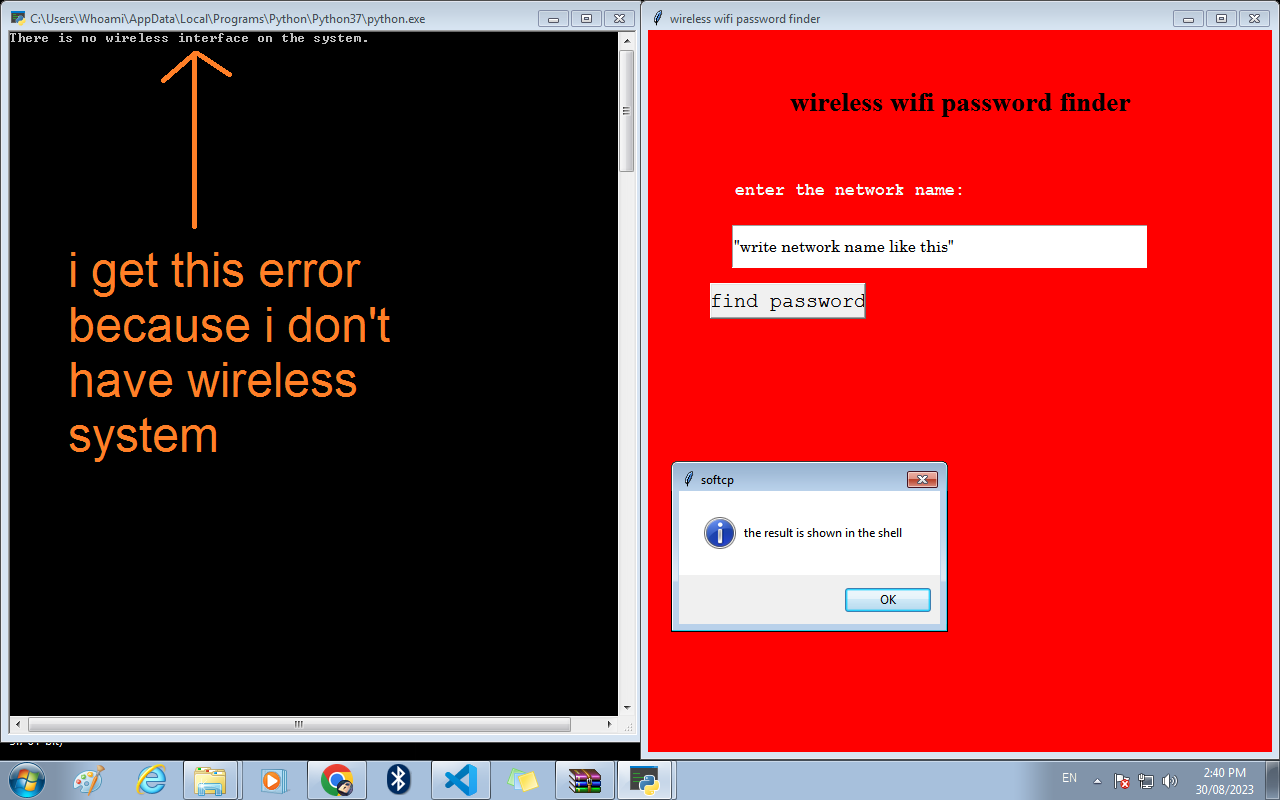 C:\Users\Whoami\AppData\Local\Programs\Python\Python37\python.exe
There is no wireless interface on the system.
i get this error
because i don't
have wireless
system
wireless wifi password finder
wireless wifi password finder
enter the network name:
"write network name like this"
find password
softcp
the result is shown in the shell
OK
EN
2:40 PM
30/08/2023